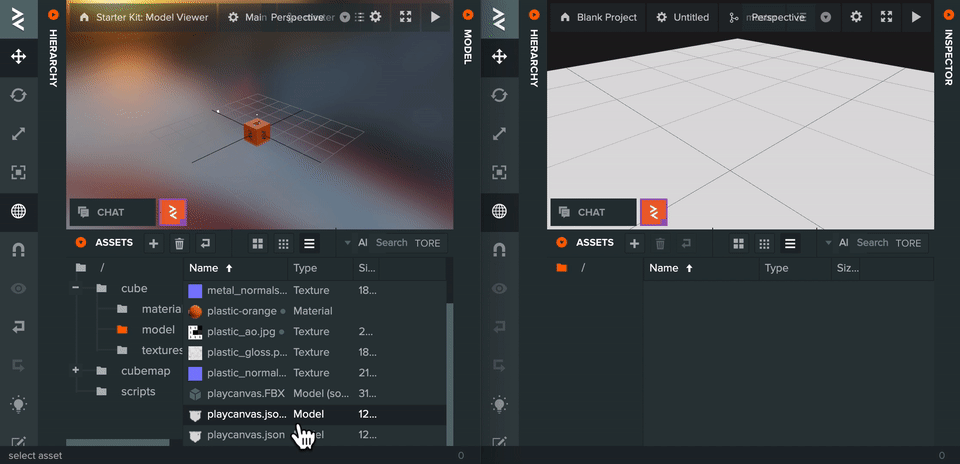 Starter Kit: Model Viewer
Main
Perspective
HIERARCHY
MODEL
CHAT
ASSETS
AI
Search
TORE
/
Name
Type
Si...
cube
materia
model
textures
cubemap
scripts
metal_normals... Texture 18...
plastic-orange Material
plastic_ao.jpg Texture 2...
plastic_gloss.p... Texture 18...
plastic_normal... Texture 21...
playcanvas.FBX Model (so... 31...
playcanvas.jso... Model 12...
playcanvas.json 12...
select asset
0
Blank Project
Untitled
Perspective
HIERARCHY
INSPECTOR
CHAT
ASSETS
AI
Search
TORE
/
Name
Type
Siz...
0